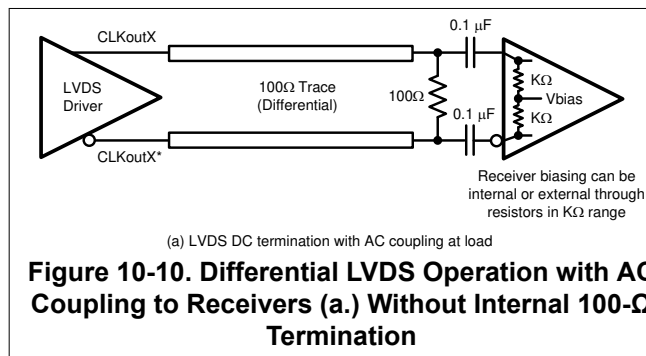 CLKoutX
0.1 μF
LVDS
Driver
100Ω Trace
(Differential)
100Ω
KΩ
Vbias
KΩ
0.1 μF
CLKoutX*
Receiver biasing can be
internal or external through
resistors in KΩ range
(a) LVDS DC termination with AC coupling at load
Figure 10-10. Differential LVDS Operation with AC
Coupling to Receivers (a.) Without Internal 100-Ω
Termination